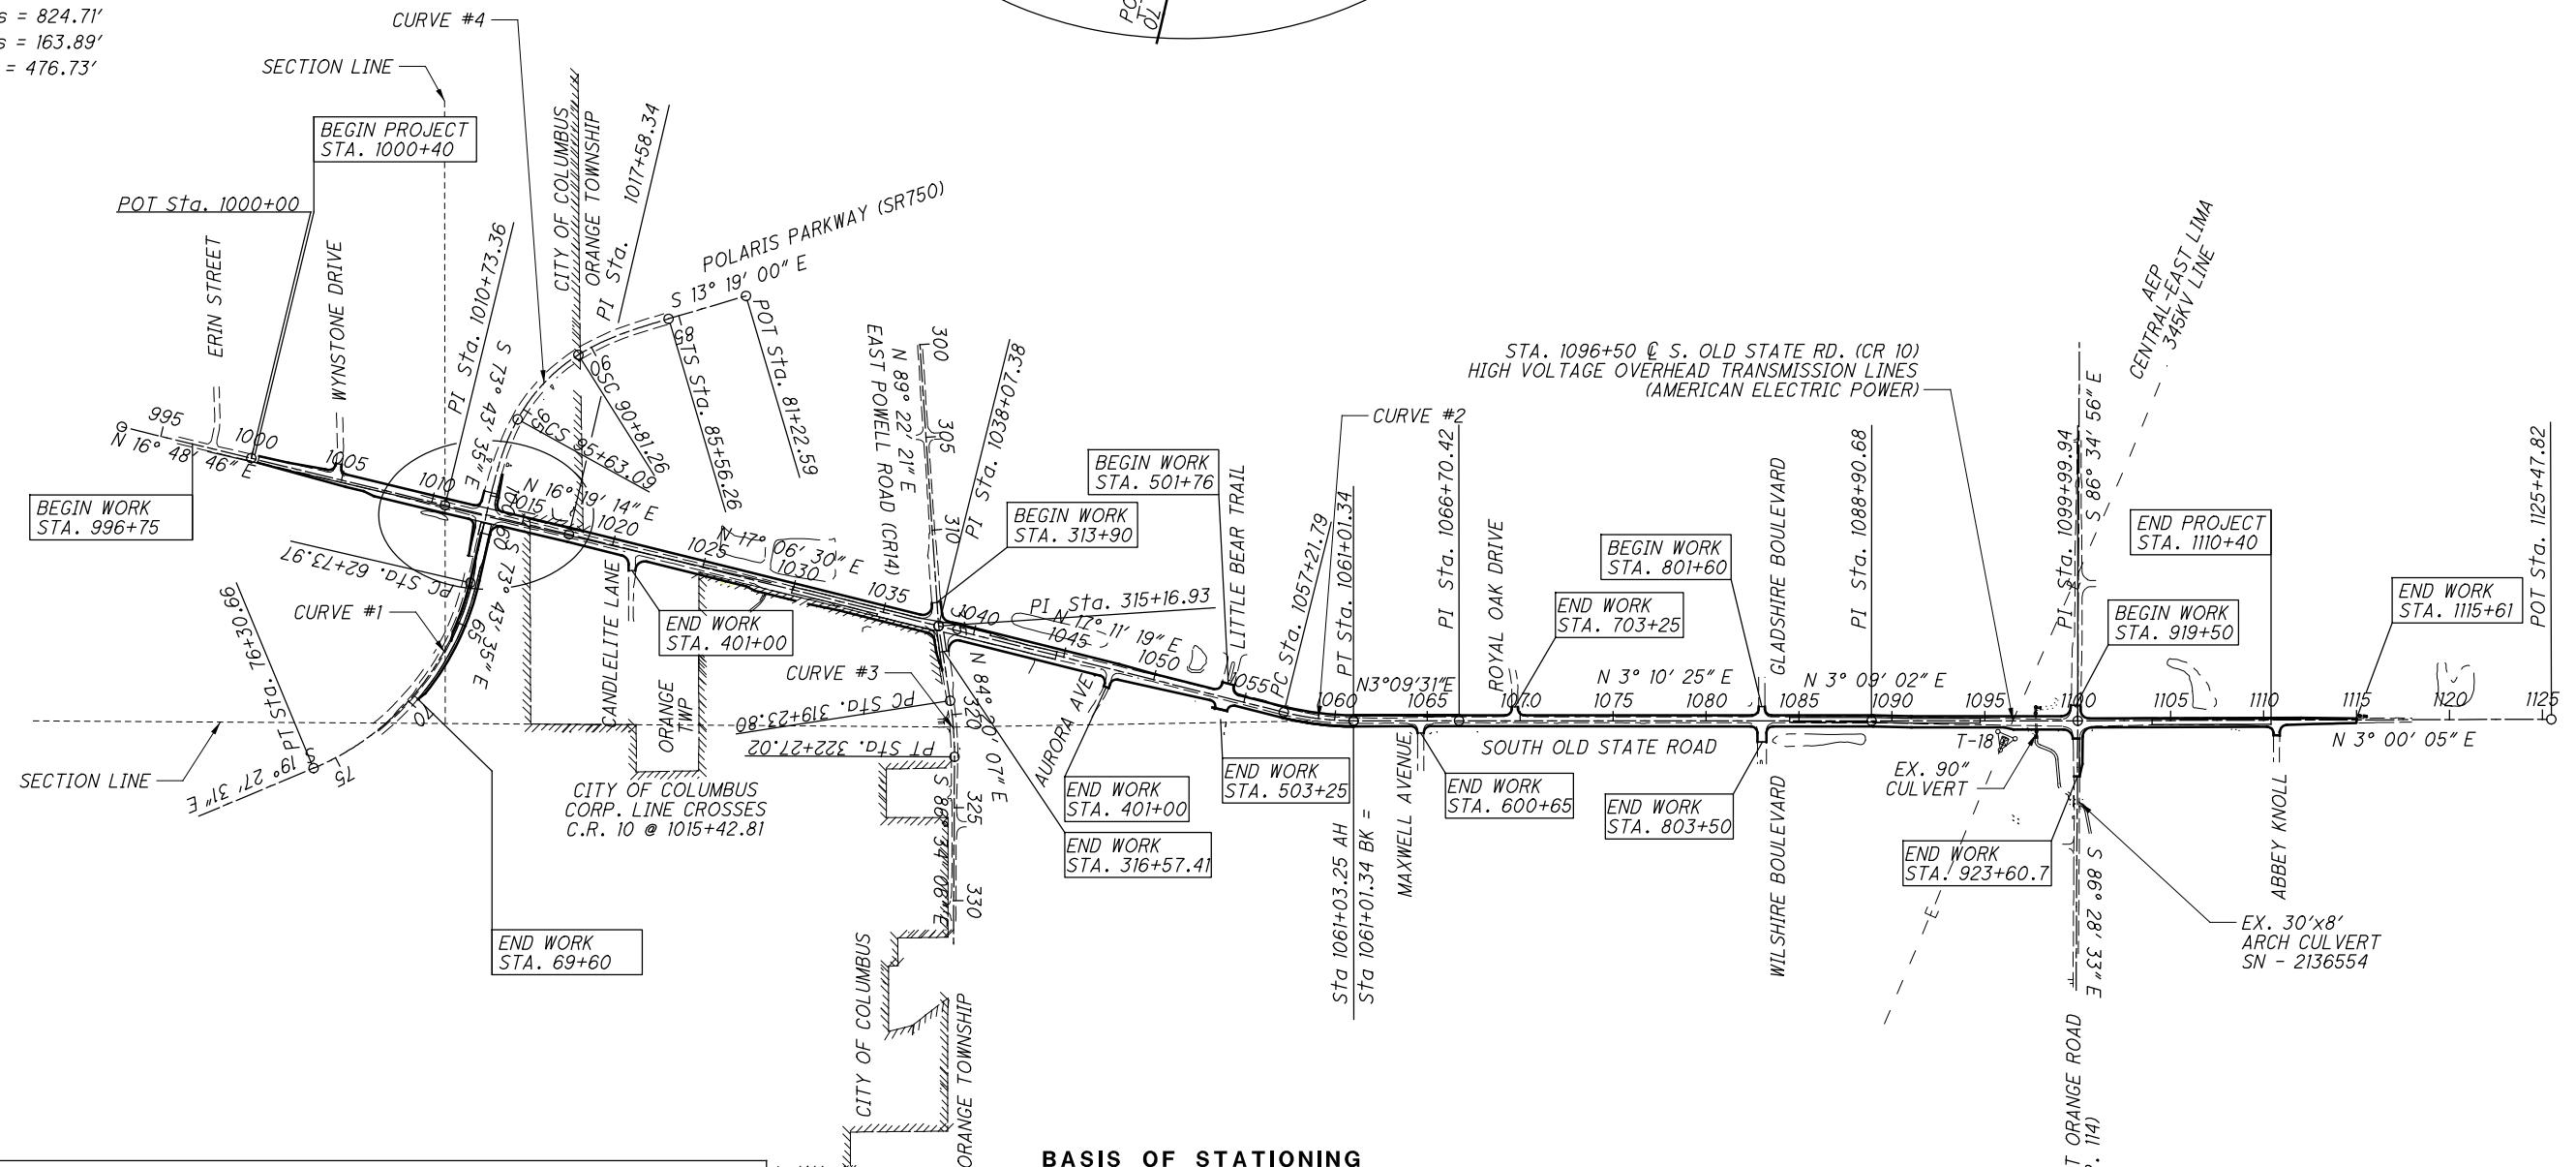 s = 824.71'
s = 163.89'
= 476.73'
CURVE #4
SECTION LINE
BEGIN PROJECT
STA. 1000+40
POT Sta. 1000+00
ERIN STREET
WYNSTONE DRIVE
PI Sta. 1010+73.36
S 73° 43' 35" E
CITY OF COLUMBUS
ORANGE TOWNSHIP
PI Sta. 1017+58.34
POLARIS PARKWAY (SR750)
S 13° 19' 00" E
POT Sta. 81+22.59
85
TS Sta. 85+56.26
90
SC 90+81.26
95
CS 95+63.09
995
N 16° 48' 46" E
1000
1005
1010
1015
N 16° 19' 14" E
1020
1025
N 17° 06' 30" E
1030
1035
BEGIN WORK
STA. 996+75
EAST POWELL ROAD (CR14)
N 89° 22' 21" E
300
305
310
PI Sta. 1038+07.38
BEGIN WORK
STA. 313+90
BEGIN WORK
STA. 501+76
LITTLE BEAR TRAIL
PC Sta. 1057+21.79
PT Sta. 1061+01.34
CURVE #2
PI Sta. 1066+70.42
ROYAL OAK DRIVE
STA. 1096+50 ℄ S. OLD STATE RD. (CR 10)
HIGH VOLTAGE OVERHEAD TRANSMISSION LINES
(AMERICAN ELECTRIC POWER)
BEGIN WORK
STA. 801+60
END WORK
STA. 703+25
GLADSHIRE BOULEVARD
PI Sta. 1088+90.68
PI Sta. 1099+99.94
S 86° 34' 56" E
AEP
CENTRAL-EAST LIMA
345KV LINE
END PROJECT
STA. 1110+40
BEGIN WORK
STA. 919+50
END WORK
STA. 1115+61
POT Sta. 1125+47.82
60
S 73° 43' 35" E
65
PC Sta. 62+73.97
CURVE #1
70
PT Sta. 76+30.66
75
S 19° 27' 31" E
SECTION LINE
CANDLELITE LANE
END WORK
STA. 401+00
ORANGE
TWP
CITY OF COLUMBUS
CORP. LINE CROSSES
C.R. 10 @ 1015+42.81
END WORK
STA. 69+60
1040
PI Sta. 315+16.93
N 17° 11' 19" E
1045
1050
1055
1060
N3°09'31"E
1065
1070
N 3° 10' 25" E
1075
1080
1085
N 3° 09' 02" E
1090
1095
1100
1105
1110
1115
1120
1125
N 3° 00' 05" E
CURVE #3
PC Sta. 319+23.80
PT Sta. 322+27.02
N 84° 20' 07" E
320
325
330
S 86° 34' 06" E
AURORA AVE
END WORK
STA. 401+00
END WORK
STA. 316+57.41
END WORK
STA. 503+25
Sta 1061+03.25 AH
Sta 1061+01.34 BK =
MAXWELL AVENUE
END WORK
STA. 600+65
SOUTH OLD STATE ROAD
END WORK
STA. 803+50
WILSHIRE BOULEVARD
T-18
EX. 90"
CULVERT
END WORK
STA. 923+60.7
E
S 86° 28' 33" E
ABBEY KNOLL
EX. 30'x8'
ARCH CULVERT
SN - 2136554
CITY OF COLUMBUS
ORANGE TOWNSHIP
T ORANGE ROAD
114)
BASIS OF STATIONING